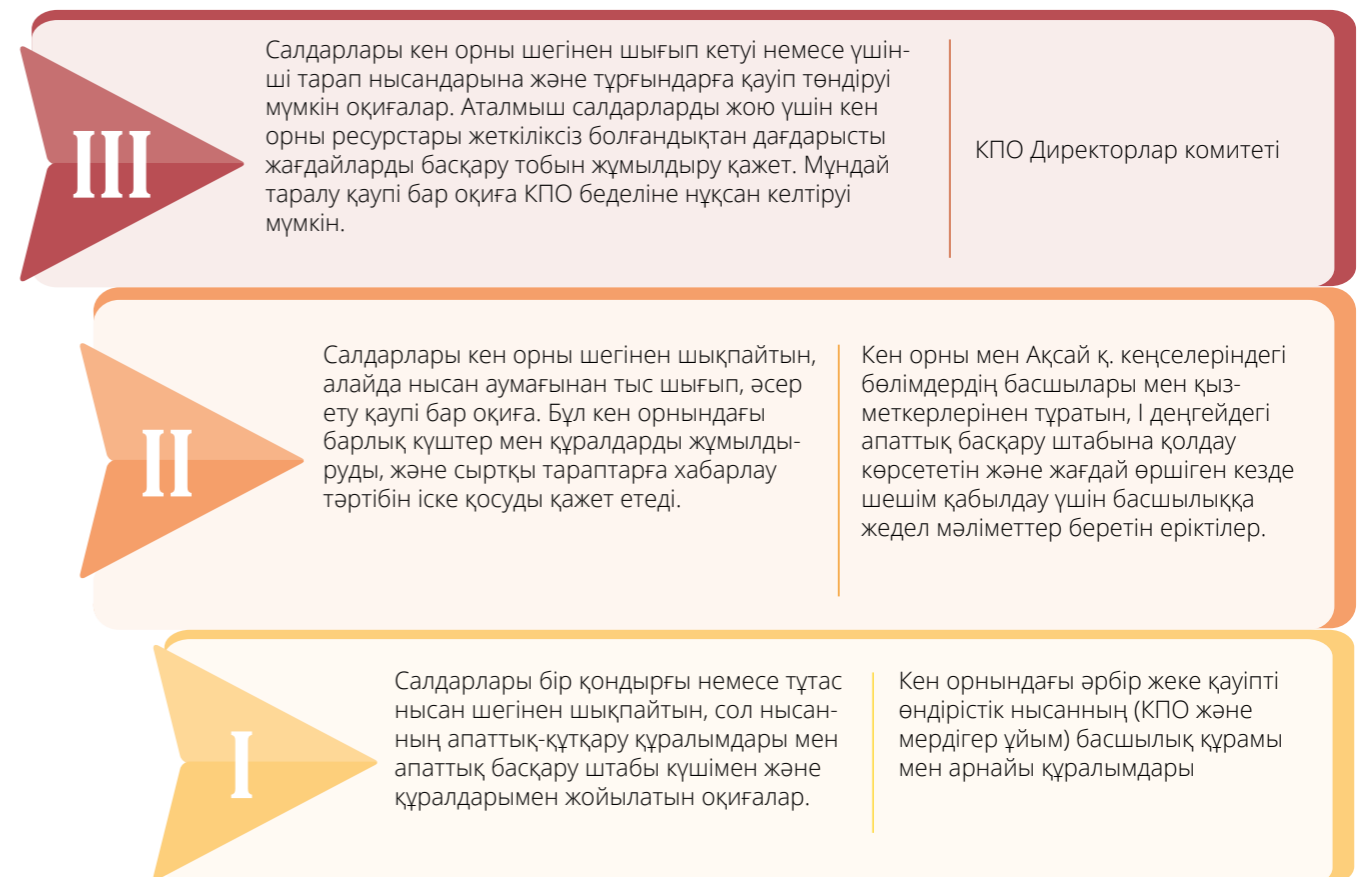 III
Салдарлары кен орны шегінен шығып кетуі немесе үшін-
ші тарап нысандарына және тұрғындарға қауіп төндіруі
мүмкін оқиғалар. Аталмыш салдарларды жою үшін кен
орны ресурстары жеткіліксіз болғандықтан дағдарысты
жағдайларды басқару тобын жұмылдыру қажет. Мұндай
таралу қаупі бар оқиға КПО беделіне нұқсан келтіруі
мүмкін.
КПО Директорлар комитеті
II
Салдарлары кен орны шегінен шықпайтын,
алайда нысан аумағынан тыс шығып, әсер
ету қаупі бар оқиға. Бұл кен орнындағы
барлық күштер мен құралдарды жұмылды-
руды, және сыртқы тараптарға хабарлау
тәртібін іске қосуды қажет етеді.
Кен орны мен Ақсай қ. кеңселеріндегі
бөлімдердің басшылары мен қыз-
меткерлерінен тұратын, I деңгейдегі
апаттық басқару штабына қолдау
көрсететін және жағдай өршіген кезде
шешім қабылдау үшін басшылыққа
жедел мәліметтер беретін еріктілер.
I
Салдарлары бір қондырғы немесе тұтас
нысан шегінен шықпайтын, сол нысан-
ның апаттық-құтқару құралымдары мен
апаттық басқару штабы күшімен және
құралдарымен жойылатын оқиғалар.
Кен орнындағы әрбір жеке қауіпті
өндірістік нысанның (КПО және
мердігер ұйым) басшылық құрамы
мен арнайы құралымдары